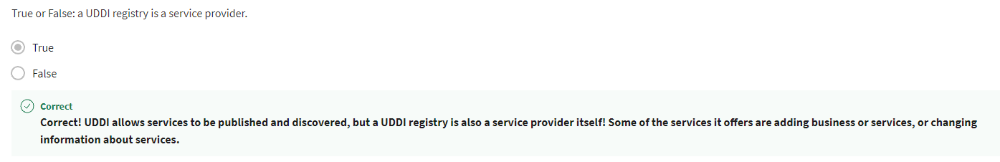 True or False: a UDDI registry is a service provider.
True
False
Correct
Correct! UDDI allows services to be published and discovered, but a UDDI registry is also a service provider itself! Some of the services it offers are adding business or services, or changing
information about services.